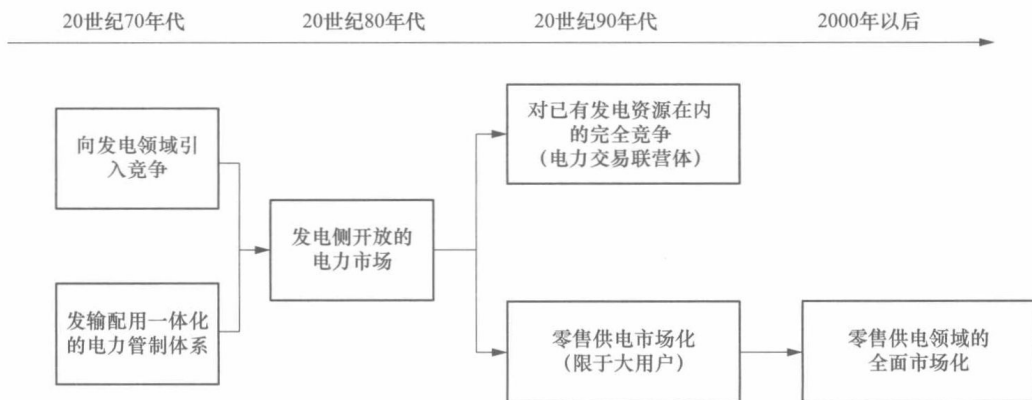 20世纪70年代
20世纪80年代
20世纪90年代
2000年以后
向发电领域引
入竞争
发输配用一体化
的电力管制体系
发电侧开放的
电力市场
对已有发电资源在内
的完全竞争
(电力交易联营体)
零售供电市场化
(限于大用户)
零售供电领域的
全面市场化